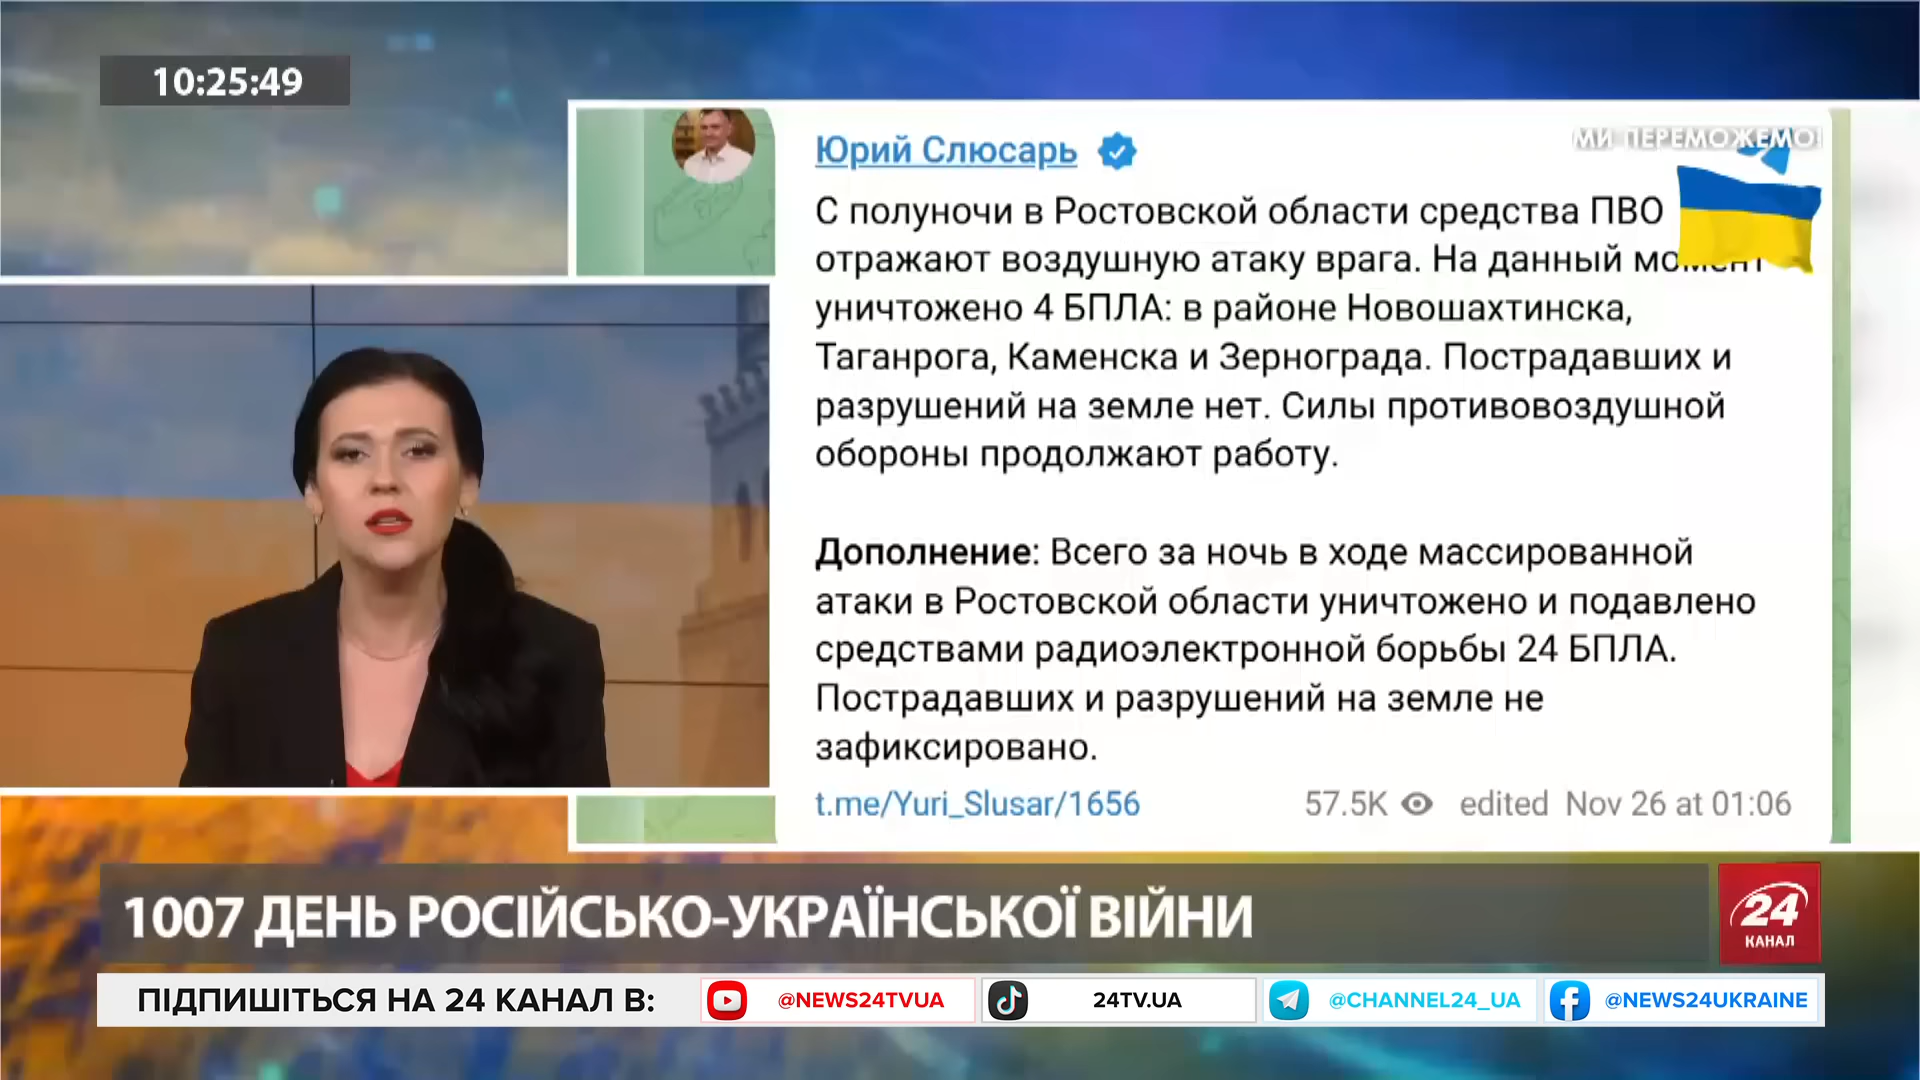 10:25:49
МИ ПЕРЕМОЖЕМО!
Юрий Слюсарь
С полуночи в Ростовской области средства ПВО
отражают воздушную атаку врага. На данный момент
уничтожено 4 БПЛА: в районе Новошахтинска,
Таганрога, Каменска и Зернограда. Пострадавших и
разрушений на земле нет. Силы противовоздушной
обороны продолжают работу.
Дополнение: Всего за ночь в ходе массированной
атаки в Ростовской области уничтожено и подавлено
средствами радиоэлектронной борьбы 24 БПЛА.
Пострадавших и разрушений на земле не
зафиксировано.
t.me/Yuri_Slusar/1656 57.5K edited Nov 26 at 01:06
1007 ДЕНЬ РОСІЙСЬКО-УКРАЇНСЬКОЇ ВІЙНИ
24
КАНАЛ
ПІДПИШІТЬСЯ НА 24 КАНАЛ В: @NEWS24TVUA 24TV.UA @CHANNEL24_UA @NEWS24UKRAINE